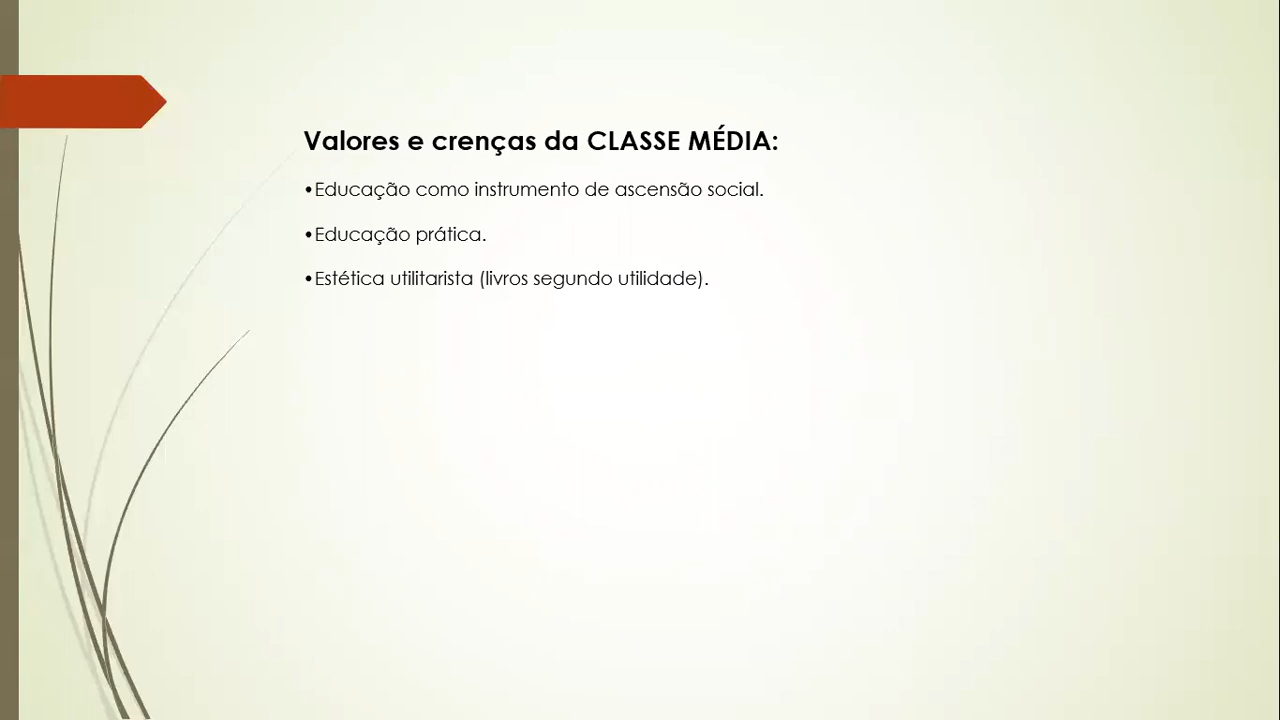 Valores e crenças da CLASSE MÉDIA:
•Educação como instrumento de ascensão social.
•Educação prática.
•Estética utilitarista (livros segundo utilidade).